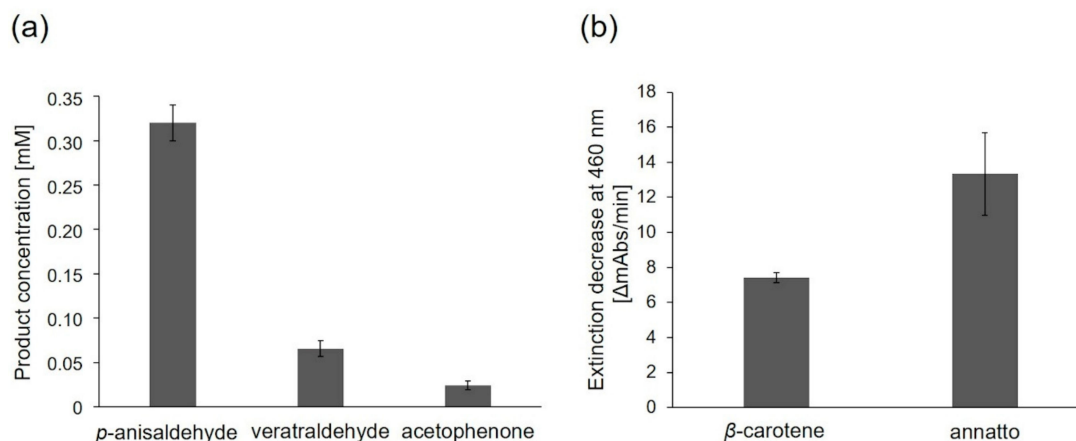 (a)
Product concentration [mM]
0.35
0.30
0.25
0.20
0.15
0.10
0.05
0
p-anisaldehyde veratraldehyde acetophenone
(b)
Extinction decrease at 460 nm
[ΔmAbs/min]
18
16
14
12
10
8
6
4
2
0
β-carotene annatto